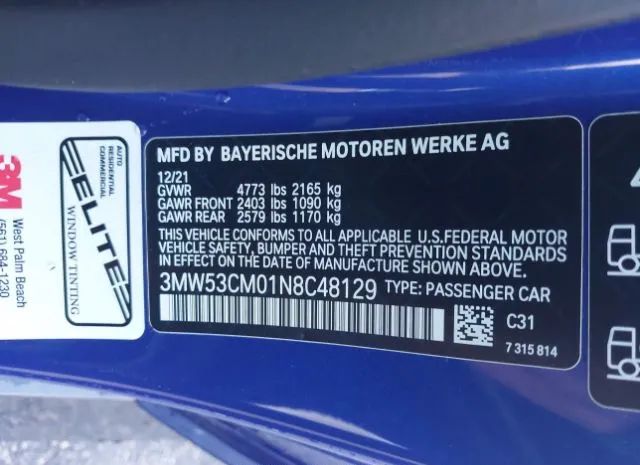 MFD BY BAYERISCHE MOTOREN WERKE AG
12/21
GVWR 4773 lbs 2165 kg
GAWR FRONT 2403 lbs 1090 kg
GAWR REAR 2579 lbs 1170 kg
THIS VEHICLE CONFORMS TO ALL APPLICABLE U.S.FEDERAL MOTOR
VEHICLE SAFETY, BUMPER AND THEFT PREVENTION STANDARDS
IN EFFECT ON THE DATE OF MANUFACTURE SHOWN ABOVE.
3MW53CM01N8C48129 TYPE: PASSENGER CAR
C31
7 315 814
AUTO
RESIDENTIAL
COMMERCIAL
ELITE
WINDOW TINTING
3M
West Palm Beach
(561) 684-1230